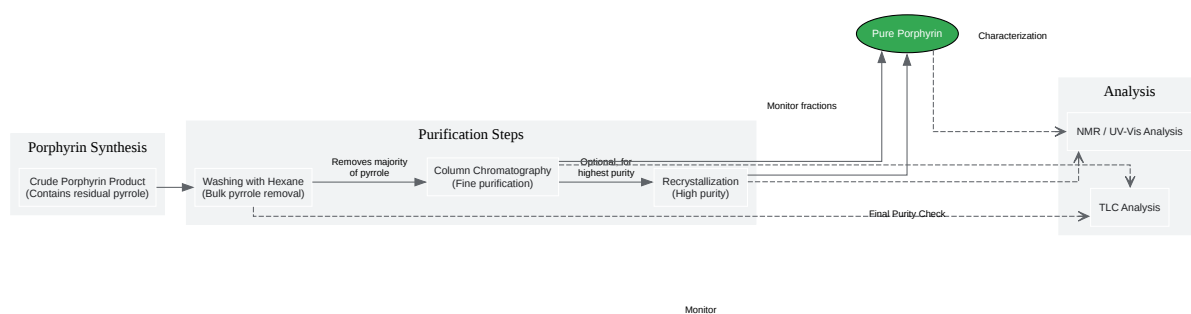 Pure Porphyrin
Characterization
Analysis
Monitor fractions
NMR / UV-Vis Analysis
Purification Steps
Porphyrin Synthesis
Removes majority
of pyrrole
Optional, for
highest purity
Column Chromatography
(Fine purification)
Crude Porphyrin Product
(Contains residual pyrrole)
Washing with Hexane
(Bulk pyrrole removal)
Recrystallization
(High purity)
TLC Analysis
Final Purity Check
Monitor